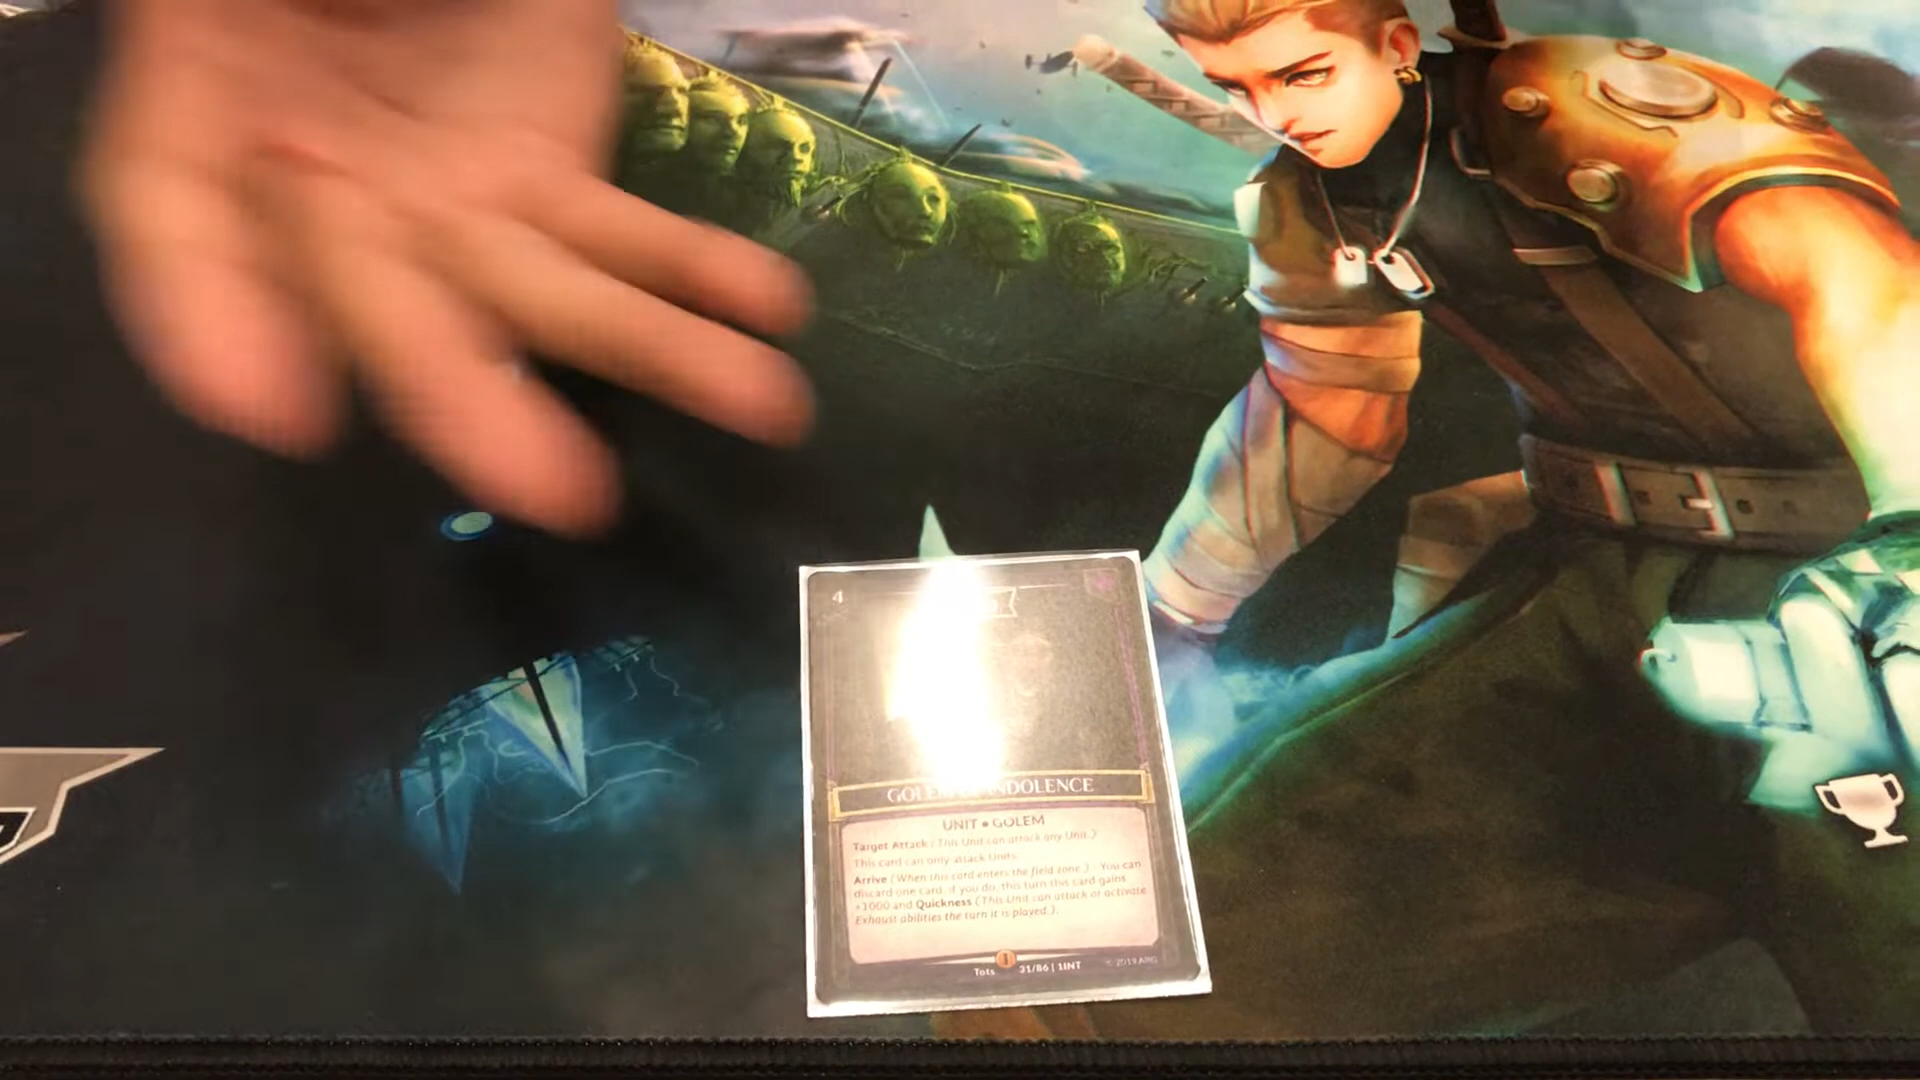 4
GOLEM INDOLENCE
UNIT • GOLEM
Target Attack (This Unit can attack any Unit.)
This card can only attack Units.
Arrive (When this card enters the field zone.) : You can
discard one card, if you do, this turn this card gains
+1000 and Quickness (This Unit can attack or activate
Exhaust abilities the turn it is played.).
Tots 1 31/86 | 1INT © 2019 ARG